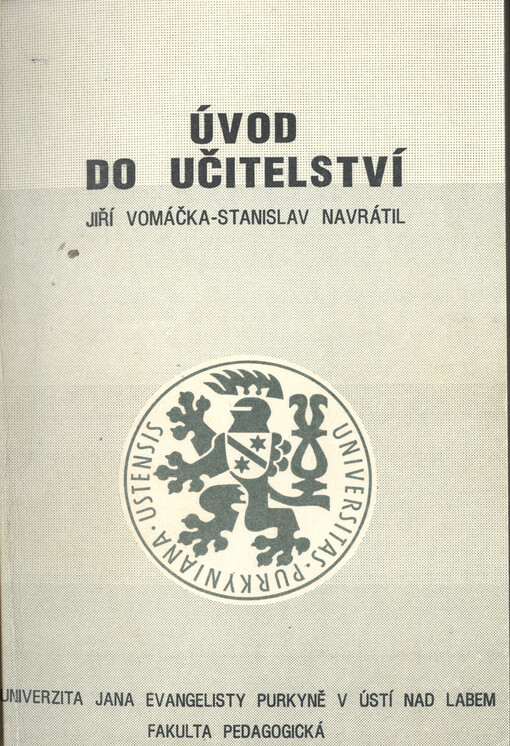 ÚVOD
DO UČITELSTVÍ
JIŘÍ VOMÁČKA-STANISLAV NAVRÁTIL
UNIVERSITAS · PURKYNIANA · USTENSIS
UNIVERZITA JANA EVANGELISTY PURKYNĚ V ÚSTÍ NAD LABEM
FAKULTA PEDAGOGICKÁ